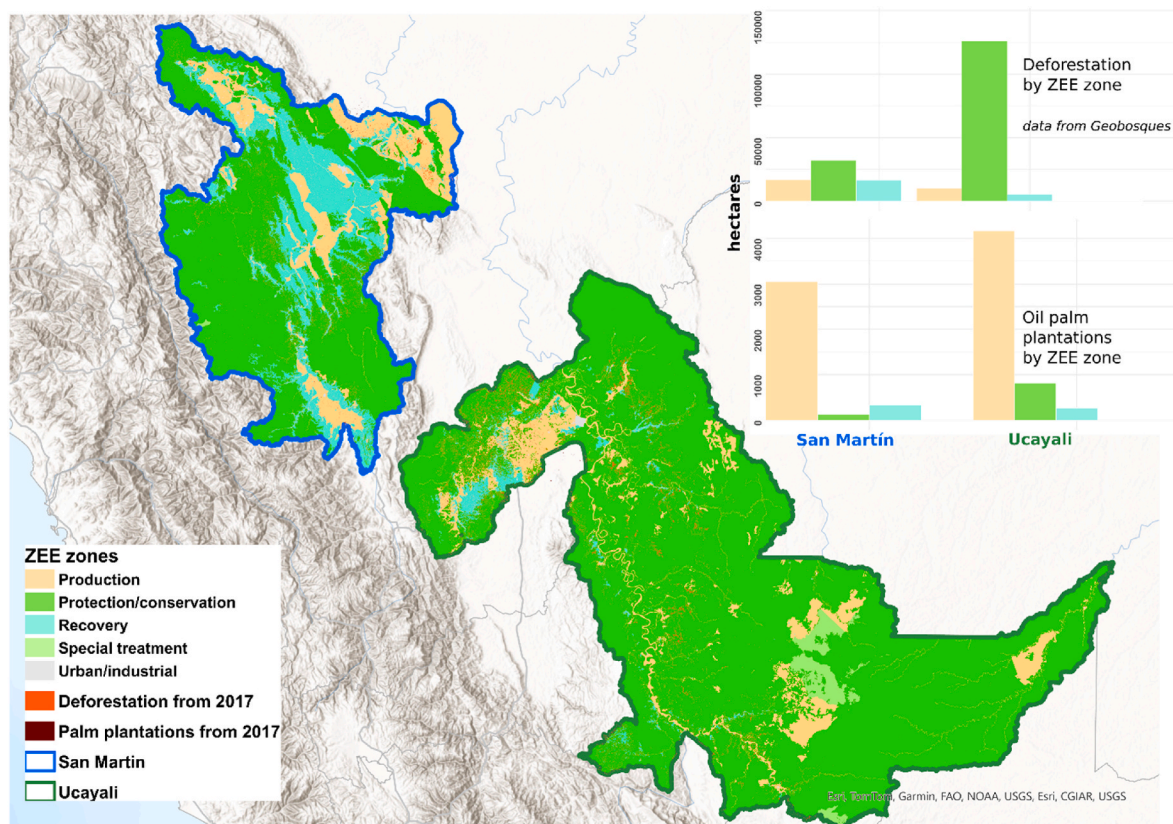 150000
100000
50000
0
Deforestation
by ZEE zone
data from Geobosques
hectares
4000
3000
2000
1000
0
Oil palm
plantations
by ZEE zone
San Martín
Ucayali
ZEE zones
Production
Protection/conservation
Recovery
Special treatment
Urban/industrial
Deforestation from 2017
Palm plantations from 2017
San Martin
Ucayali
Esri, TomTom, Garmin, FAO, NOAA, USGS, Esri, CGIAR, USGS